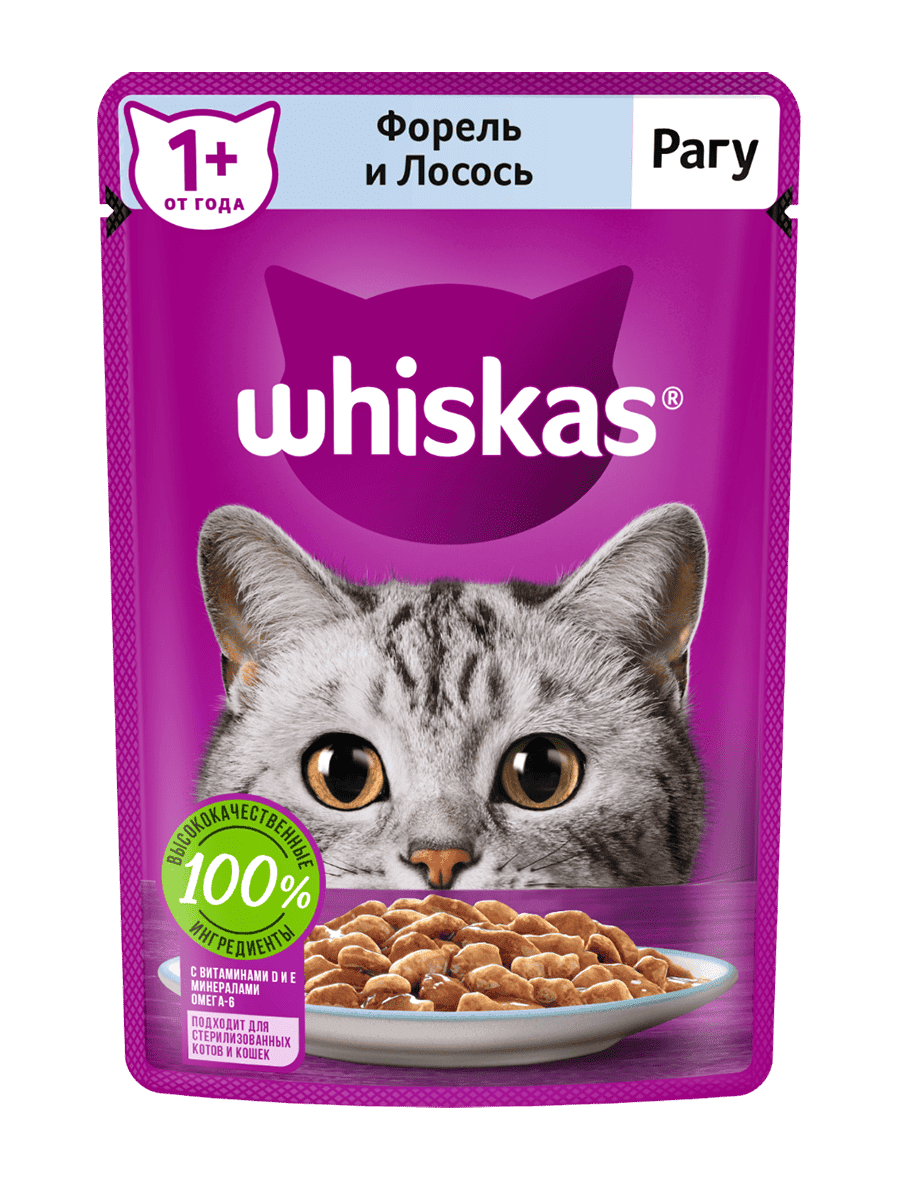 1+
ОТ ГОДА
Форель
и Лосось
Рагу
whiskas®
ВЫСОКОКАЧЕСТВЕННЫЕ
100%
ИНГРЕДИЕНТЫ
С ВИТАМИНАМИ D И Е
МИНЕРАЛАМИ
ОМЕГА-6
ПОДХОДИТ ДЛЯ
СТЕРИЛИЗОВАННЫХ
КОТОВ И КОШЕК